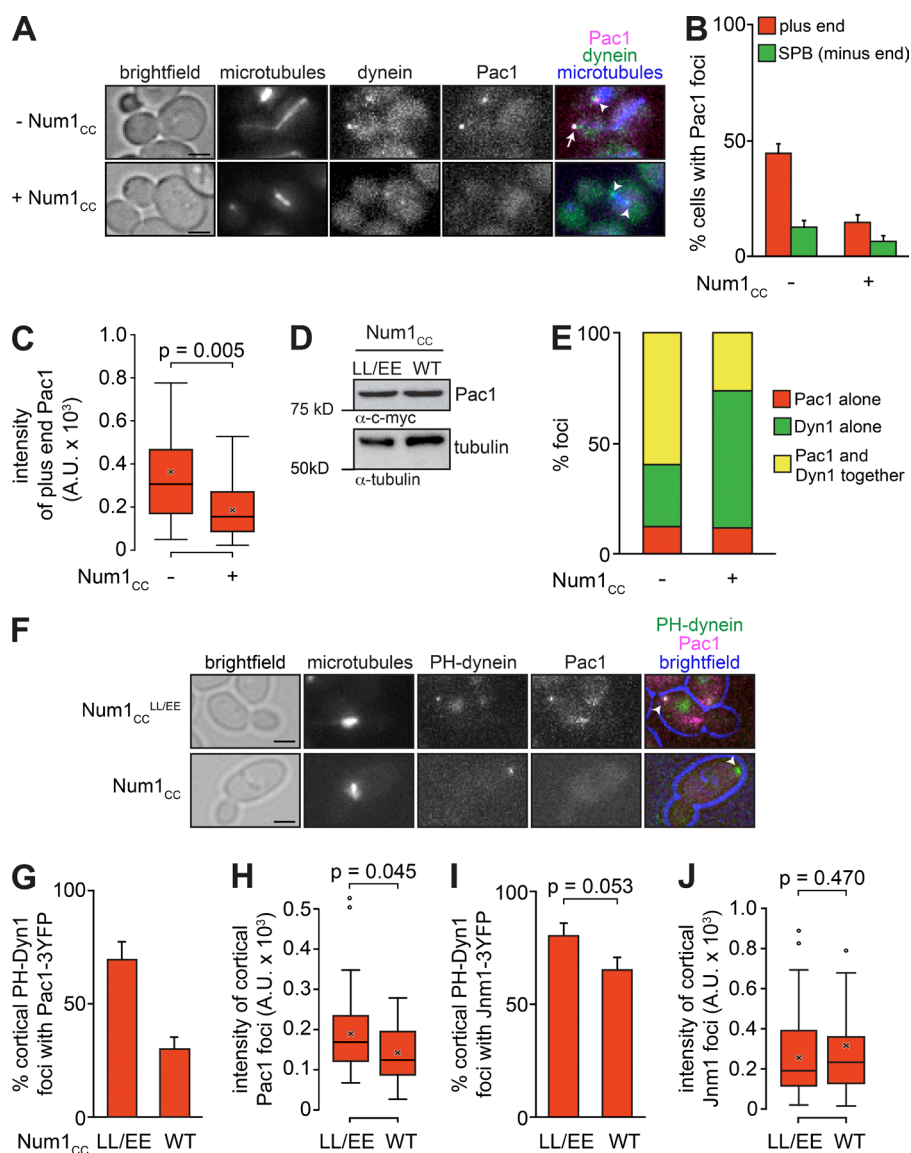 A
Pac1
dynein
microtubules
brightfield microtubules dynein Pac1
- Num1CC
+ Num1CC
B
plus end
SPB (minus end)
% cells with Pac1 foci
100
50
0
Num1CC - +
C
p = 0.005
intensity
of plus end Pac1
(A.U. x 10³)
1.0
0.8
0.6
0.4
0.2
0
Num1CC - +
D
Num1CC
LL/EE WT
Pac1
75 kD
α-c-myc
tubulin
50kD
α-tubulin
E
% foci
100
50
0
Pac1 alone
Dyn1 alone
Pac1 and
Dyn1 together
Num1CC - +
F
PH-dynein
Pac1
brightfield
brightfield microtubules PH-dynein Pac1
Num1CC LL/EE
Num1CC
G
% cortical PH-Dyn1
foci with Pac1-3YFP
100
50
0
Num1CC LL/EE WT
H
p = 0.045
intensity of cortical
Pac1 foci (A.U. x 10³)
0.5
0.4
0.3
0.2
0.1
0
LL/EE WT
I
p = 0.053
% cortical PH-Dyn1
foci with Jnm1-3YFP
100
50
0
LL/EE WT
J
p = 0.470
intensity of cortical
Jnm1 foci (A.U. x 10³)
1.0
0.8
0.6
0.4
0.2
0
LL/EE WT